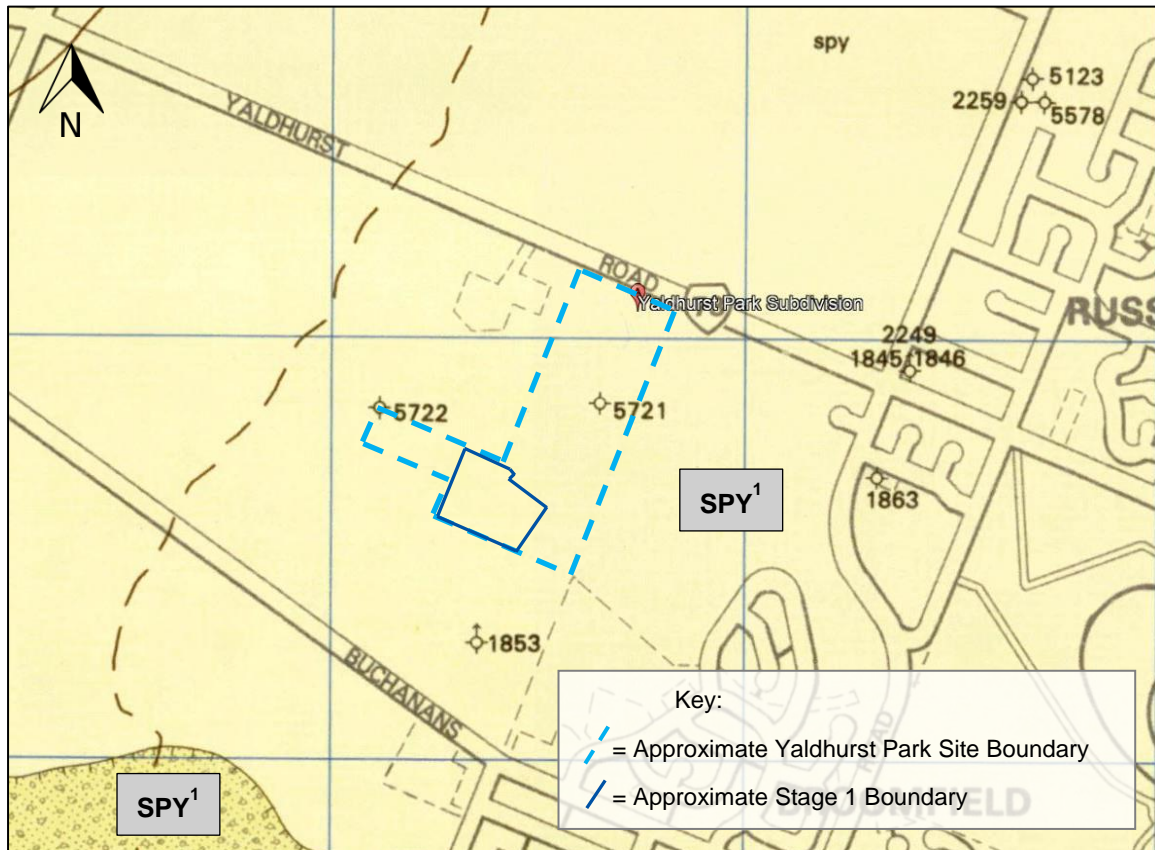 spy
5123
2259
5578
N
YALDHURST
ROAD
Yaldhurst Park Subdivision
RUSS
2249
1845/1846
5722
5721
SPY¹
1863
1853
BUCHANANS
Key:
= Approximate Yaldhurst Park Site Boundary
= Approximate Stage 1 Boundary
BROOMFIELD
SPY¹